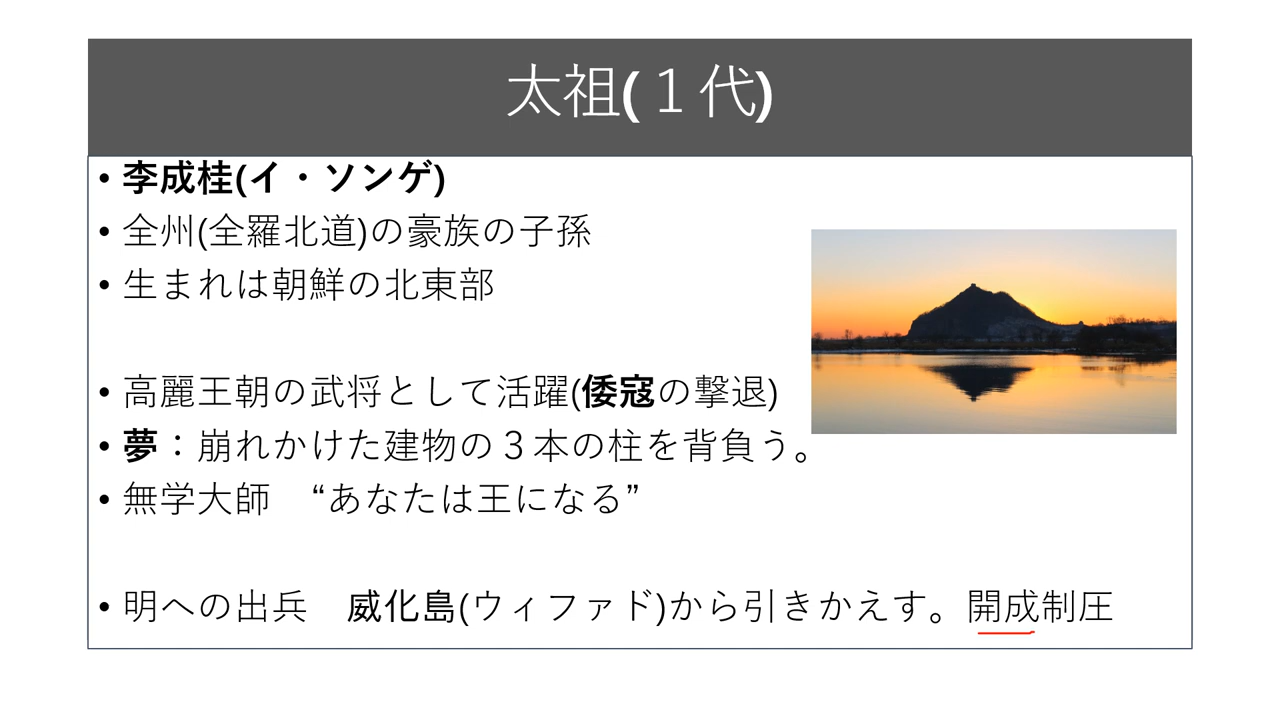 太祖(１代)
• 李成桂(イ・ソンゲ)
• 全州(全羅北道)の豪族の子孫
• 生まれは朝鮮の北東部
• 高麗王朝の武将として活躍(倭寇の撃退)
• 夢：崩れかけた建物の３本の柱を背負う。
• 無学大師　“あなたは王になる”
• 明への出兵　威化島(ウィファド)から引きかえす。開成制圧